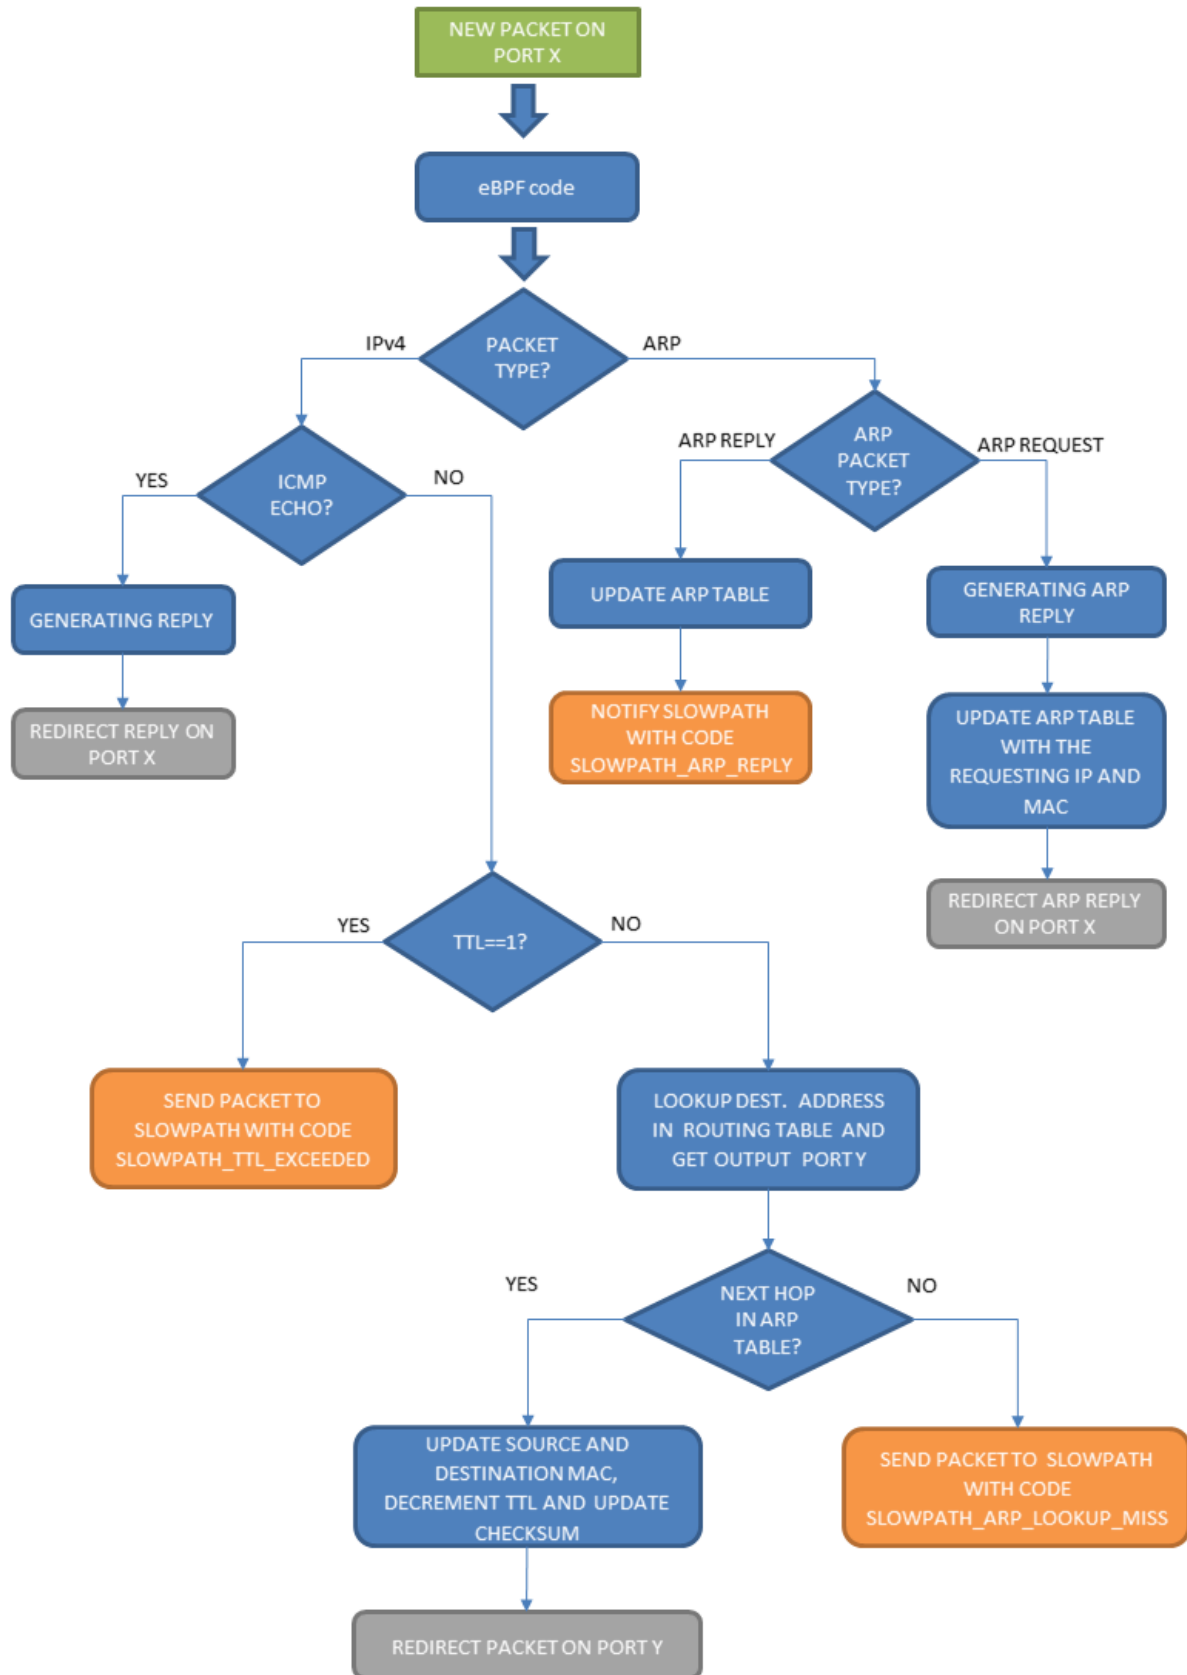 NEW PACKET ON
PORT X
eBPF code
PACKET
TYPE?
IPv4
ARP
ICMP
ECHO?
YES
NO
ARP
PACKET
TYPE?
ARP REPLY
ARP REQUEST
GENERATING REPLY
UPDATE ARP TABLE
GENERATING ARP
REPLY
REDIRECT REPLY ON
PORT X
NOTIFY SLOWPATH
WITH CODE
SLOWPATH_ARP_REPLY
UPDATE ARP TABLE
WITH THE
REQUESTING IP AND
MAC
REDIRECT ARP REPLY
ON PORT X
TTL==1?
YES
NO
SEND PACKET TO
SLOWPATH WITH CODE
SLOWPATH_TTL_EXCEEDED
LOOKUP DEST. ADDRESS
IN ROUTING TABLE AND
GET OUTPUT PORT Y
NEXT HOP
IN ARP
TABLE?
YES
NO
UPDATE SOURCE AND
DESTINATION MAC,
DECREMENT TTL AND UPDATE
CHECKSUM
SEND PACKET TO SLOWPATH
WITH CODE
SLOWPATH_ARP_LOOKUP_MISS
REDIRECT PACKET ON PORT Y